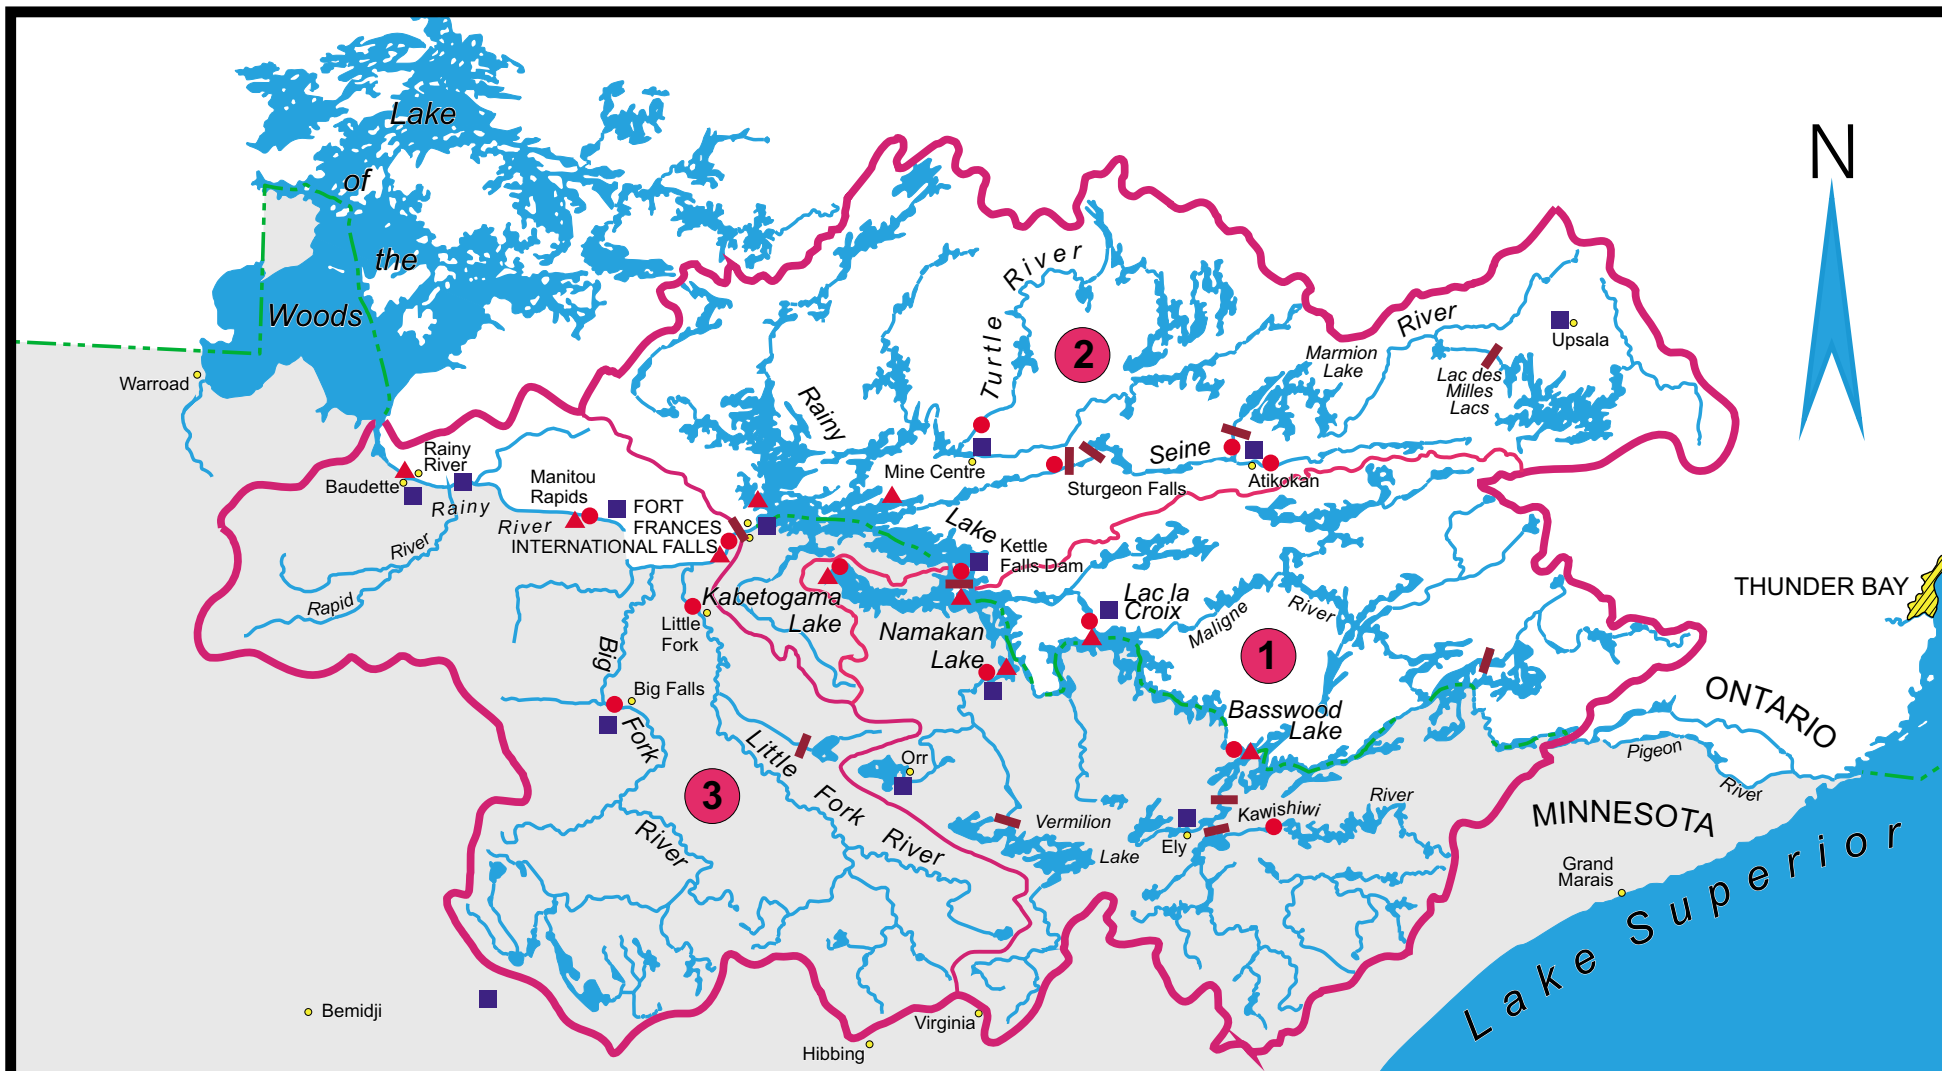 Lake
of
the
Woods
N
River
Turtle
2
River
Upsala
Marmion
Lake
Lac des
Milles
Lacs
Warroad
Rainy
Rainy
River
Baudette
Manitou
Rapids
Mine Centre
Seine
Sturgeon Falls
Atikokan
Rainy
River
FORT
FRANCES
INTERNATIONAL FALLS
Lake
Kettle
Falls Dam
River
Rapid
Kabetogama
Lake
Little
Fork
Namakan
Lake
Lac la
Croix
Maligne
River
1
THUNDER BAY
Big
Fork
River
Big Falls
Little
Fork
River
Orr
3
Basswood
Lake
ONTARIO
Pigeon
River
MINNESOTA
Vermilion
Lake
Ely
Kawishiwi
River
Grand
Marais
Lake Superior
Bemidji
Virginia
Hibbing